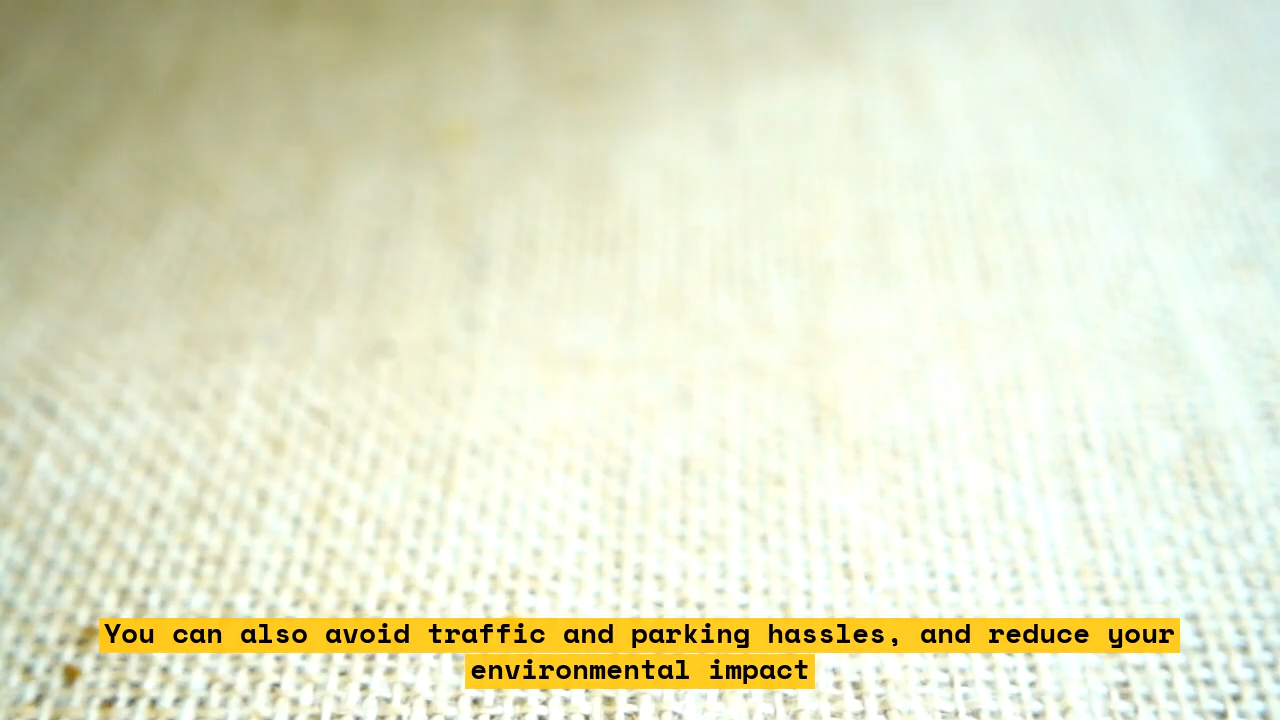 You can also avoid traffic and parking hassles, and reduce your
environmental impact